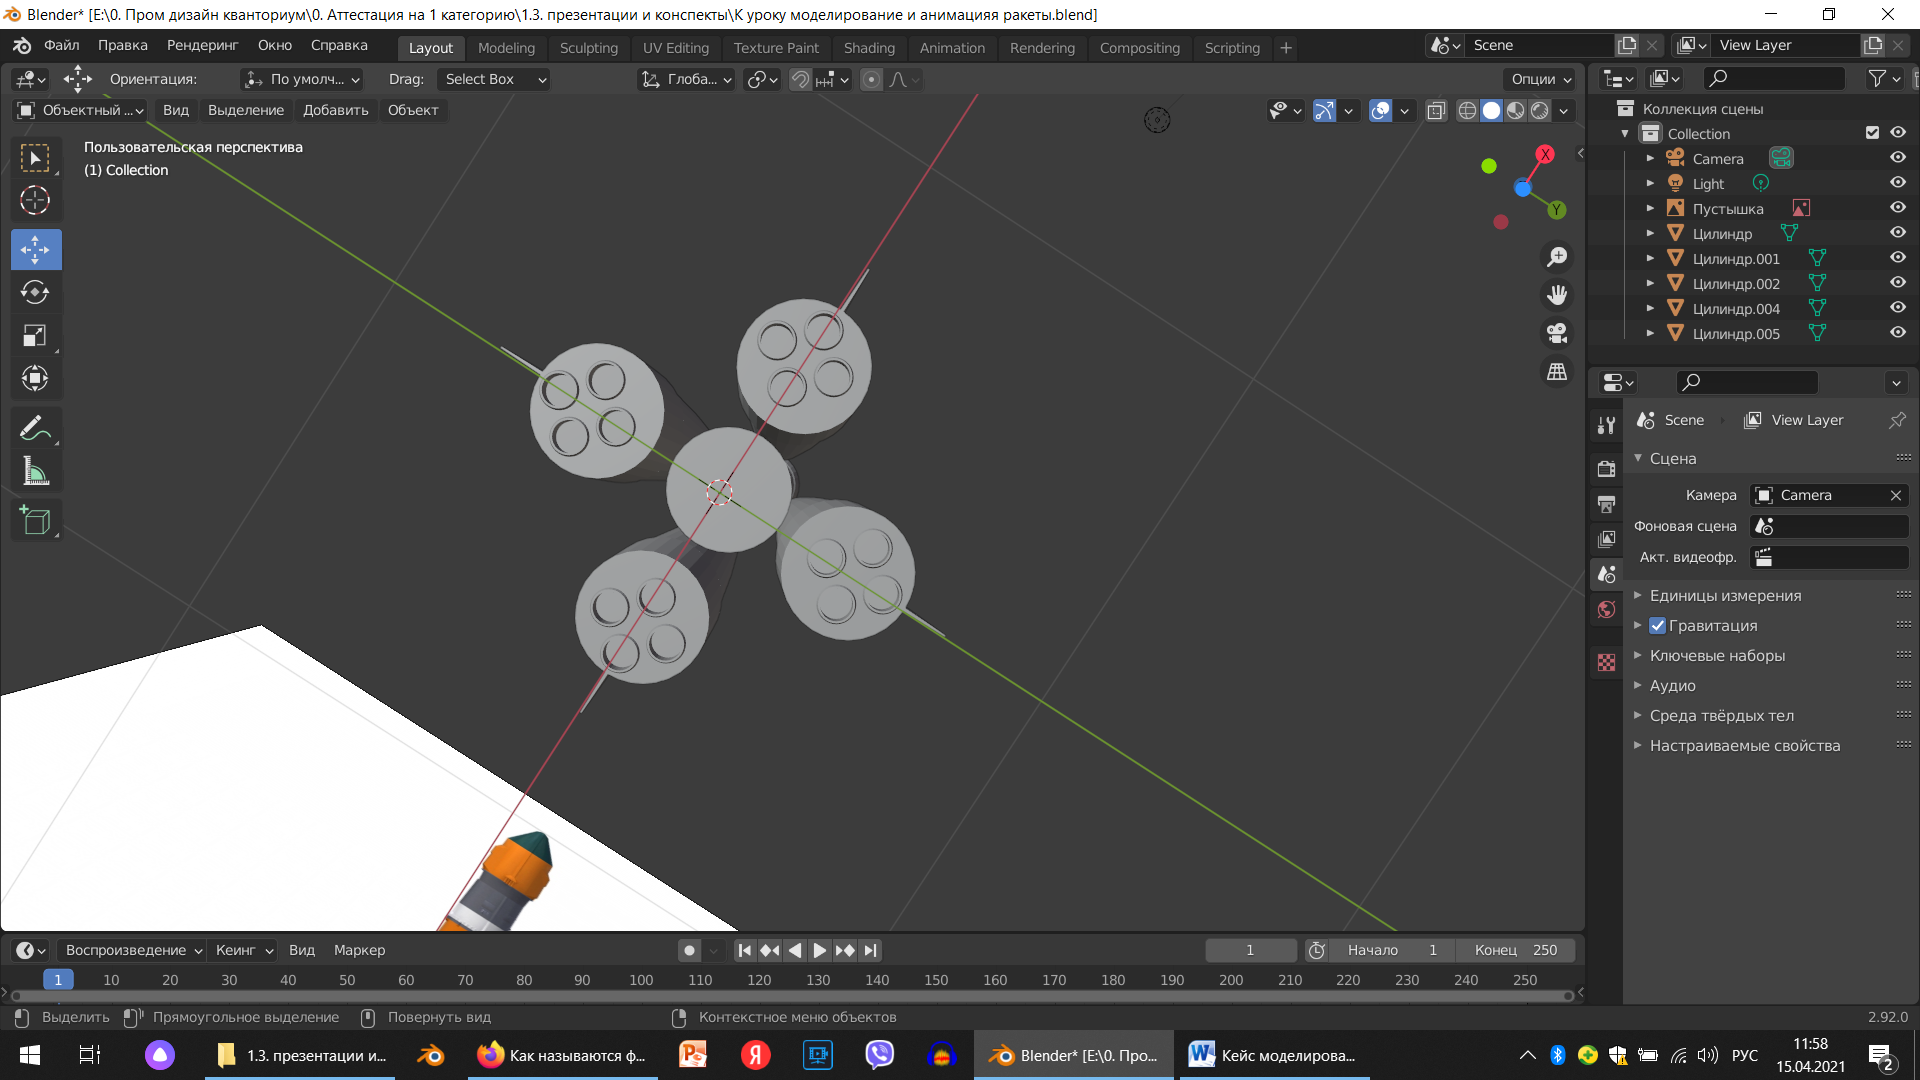 Blender* [E:\0. Пром дизайн кванториум\0. Аттестация на 1 категорию\1.3. презентации и конспекты\К уроку моделирование и анимацияя ракеты.blend]
Файл Правка Рендеринг Окно Справка Layout Modeling Sculpting UV Editing Texture Paint Shading Animation Rendering Compositing Scripting + Scene View Layer
Ориентация: По умолч... Drag: Select Box Глоба... Опции
Объектный ... Вид Выделение Добавить Объект
Пользовательская перспектива
(1) Collection
X
Y
Коллекция сцены
Collection
Camera
Light
Пустышка
Цилиндр
Цилиндр.001
Цилиндр.002
Цилиндр.004
Цилиндр.005
Scene View Layer
Сцена
Камера Camera
Фоновая сцена
Акт. видеофр.
Единицы измерения
Гравитация
Ключевые наборы
Аудио
Среда твёрдых тел
Настраиваемые свойства
Воспроизведение Кеинг Вид Маркер 1 Начало 1 Конец 250
1 10 20 30 40 50 60 70 80 90 100 110 120 130 140 150 160 170 180 190 200 210 220 230 240 250
Выделить Прямоугольное выделение Повернуть вид Контекстное меню объектов 2.92.0
1.3. презентации и... Как называются ф... Blender* [E:\0. Про... Кейс моделирова... РУС
11:58
15.04.2021
2